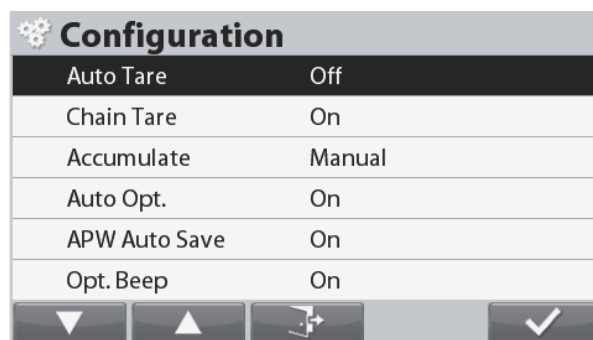 Configuration
Auto Tare Off
Chain Tare On
Accumulate Manual
Auto Opt. On
APW Auto Save On
Opt. Beep On